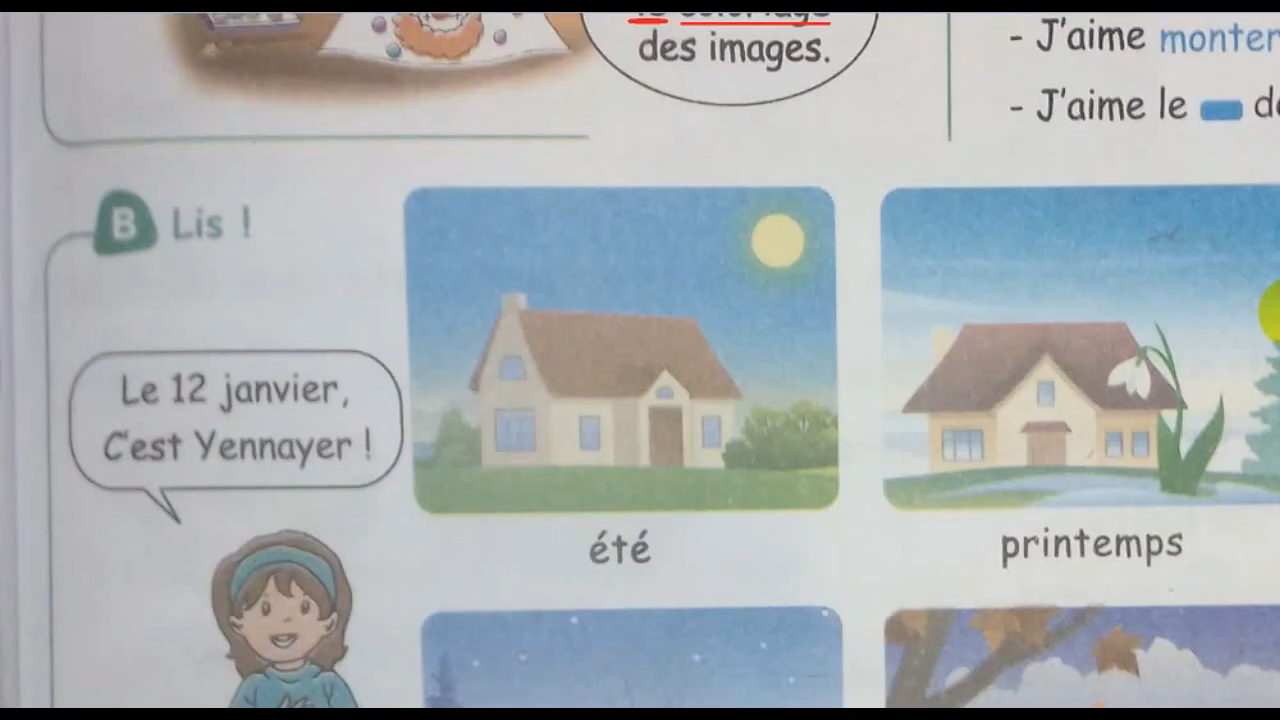 des images.
- J'aime monter
- J'aime le
B Lis !
Le 12 janvier,
C'est Yennayer !
été
printemps